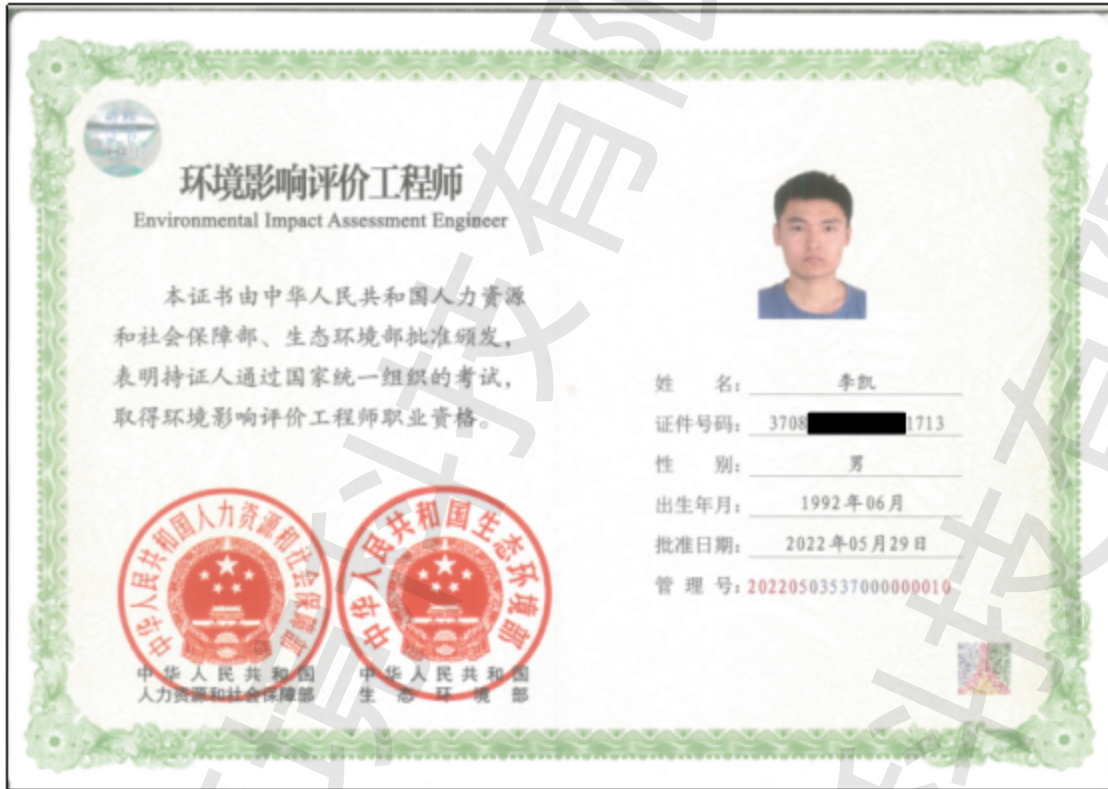 环境影响评价工程师
Environmental Impact Assessment Engineer
本证书由中华人民共和国人力资源
和社会保障部、生态环境部批准颁发，
表明持证人通过国家统一组织的考试，
取得环境影响评价工程师职业资格。
中华人民共和国人力资源和社会保障部
中华人民共和国生态环境部
中华人民共和国
人力资源和社会保障部
中华人民共和国
生态环境部
姓 名： 李凯
证件号码： 3708 1713
性 别： 男
出生年月： 1992年06月
批准日期： 2022年05月29日
管 理 号：20220503537000000010
科技有限
科技有